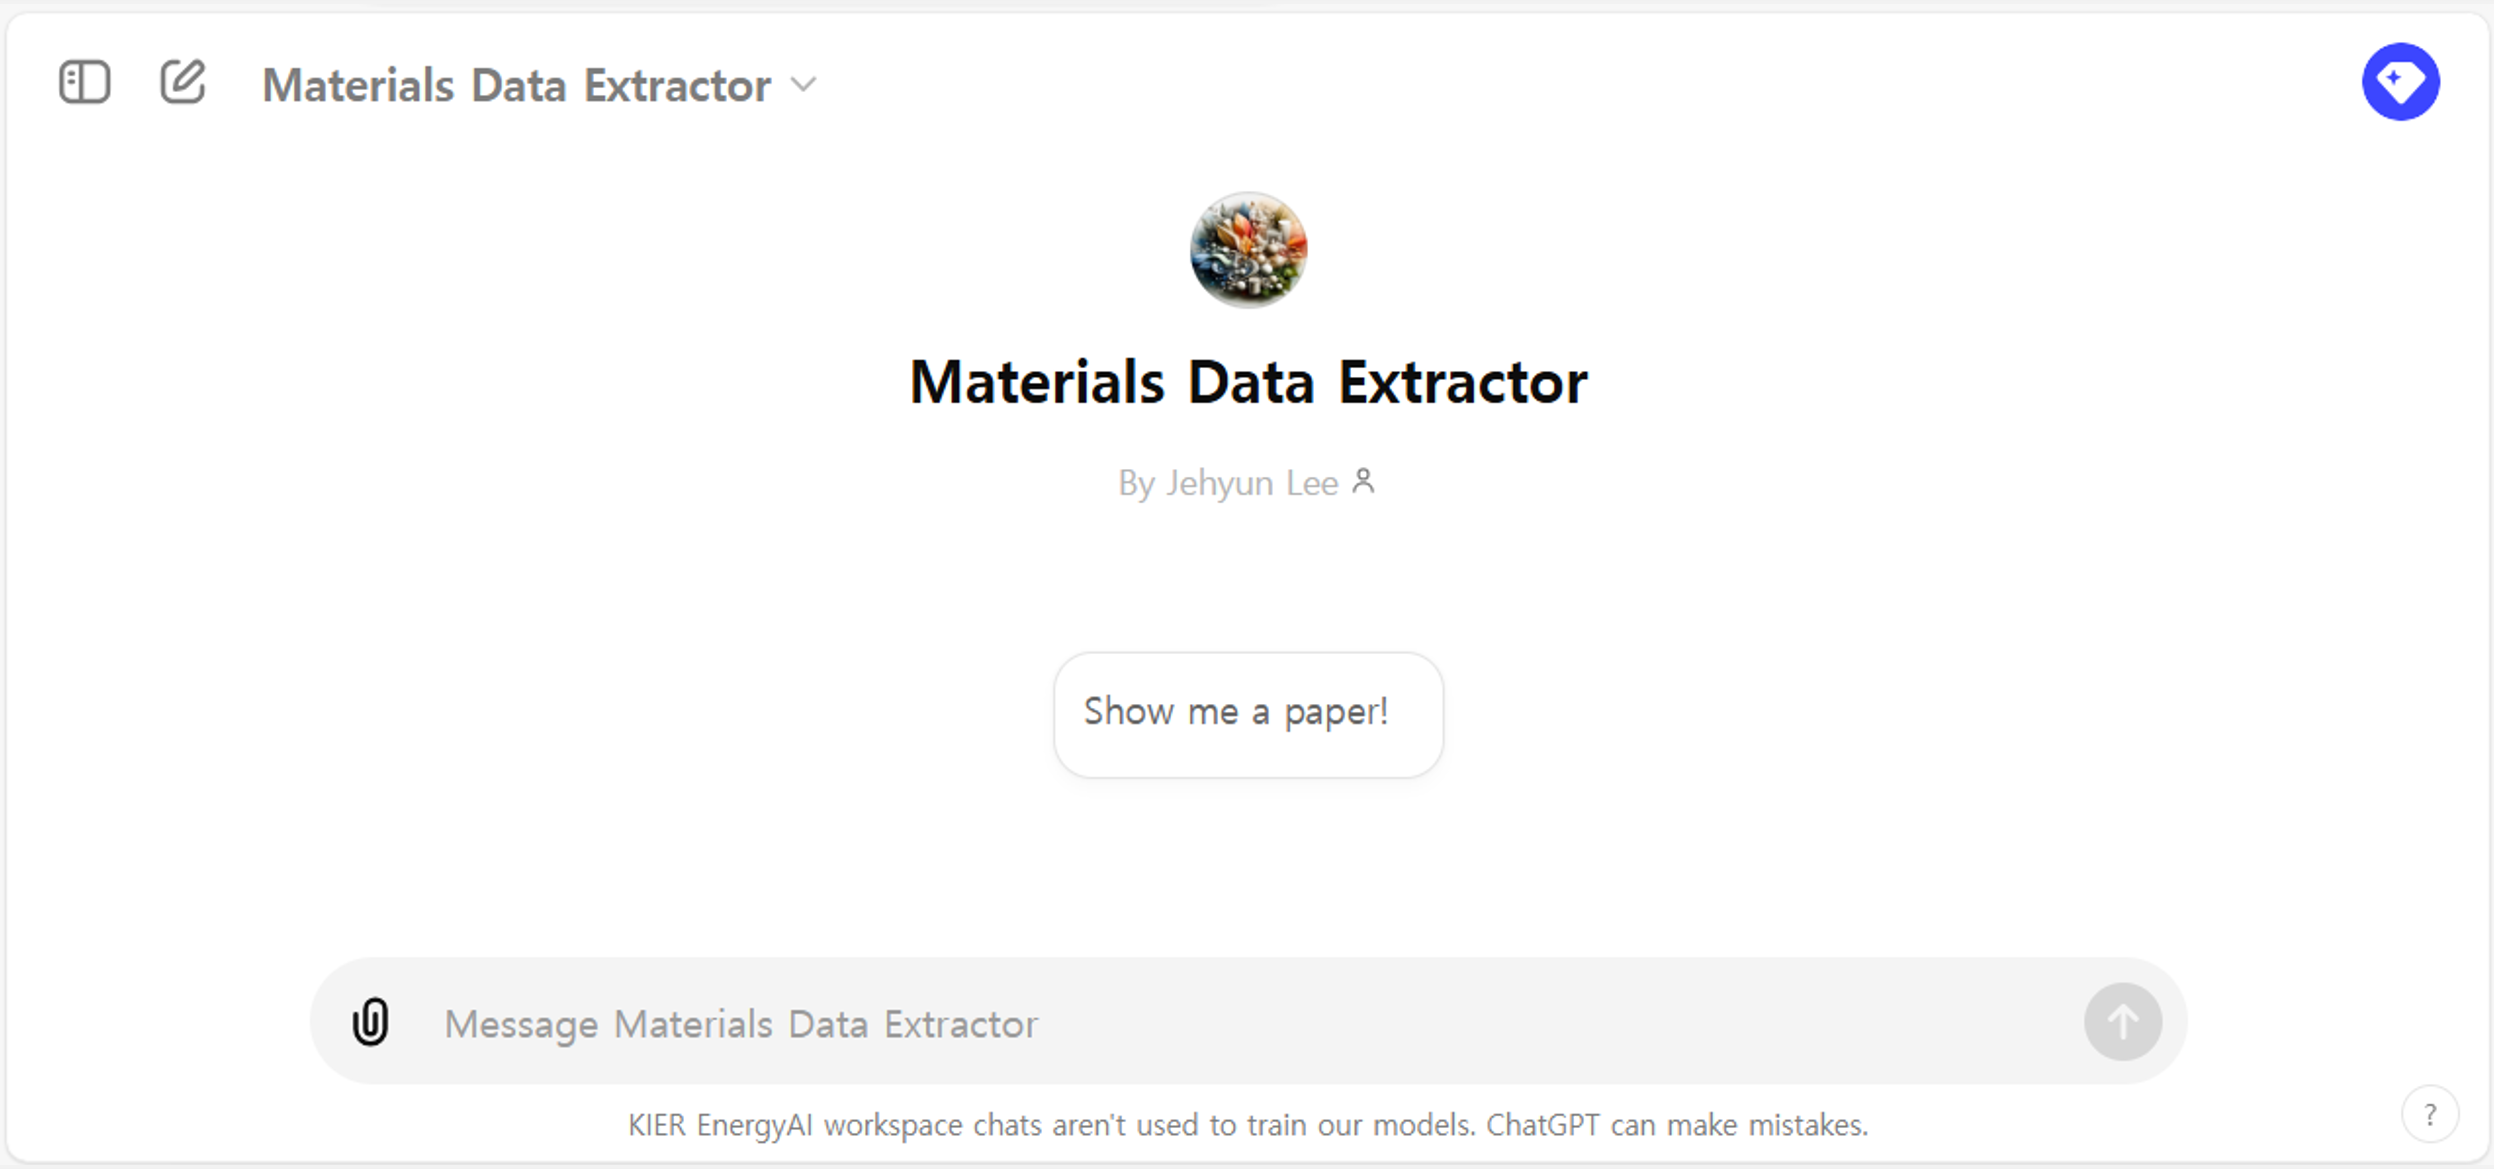 Materials Data Extractor
Materials Data Extractor
By Jehyun Lee
Show me a paper!
Message Materials Data Extractor
KIER EnergyAI workspace chats aren't used to train our models. ChatGPT can make mistakes.
?